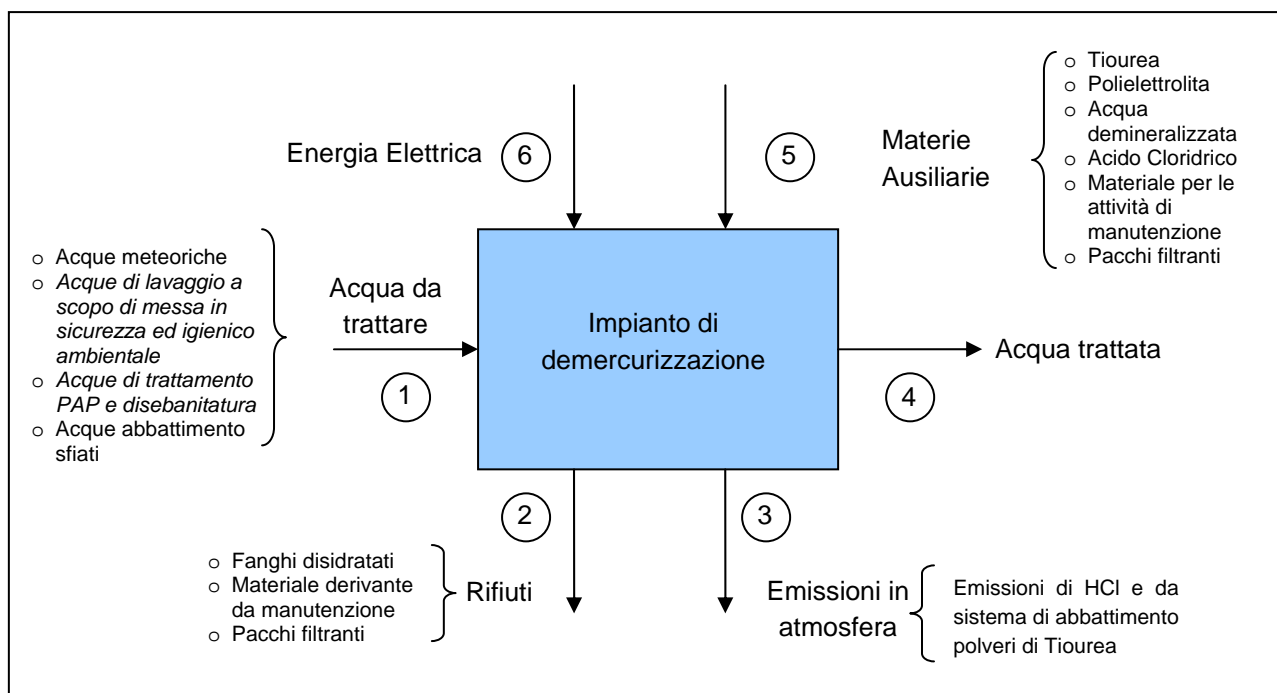 o Tiourea
o Polielettrolita
o Acqua
demineralizzata
o Acido Cloridrico
o Materiale per le
attività di
manutenzione
o Pacchi filtranti
Materie
Ausiliarie
Energia Elettrica
6
5
o Acque meteoriche
o Acque di lavaggio a
scopo di messa in
sicurezza ed igienico
ambientale
o Acque di trattamento
PAP e disebanitatura
o Acque abbattimento
sfiati
Acqua da
trattare
1
Impianto di
demercurizzazione
4
Acqua trattata
2
3
o Fanghi disidratati
o Materiale derivante
da manutenzione
o Pacchi filtranti
Rifiuti
Emissioni in
atmosfera
Emissioni di HCl e da
sistema di abbattimento
polveri di Tiourea